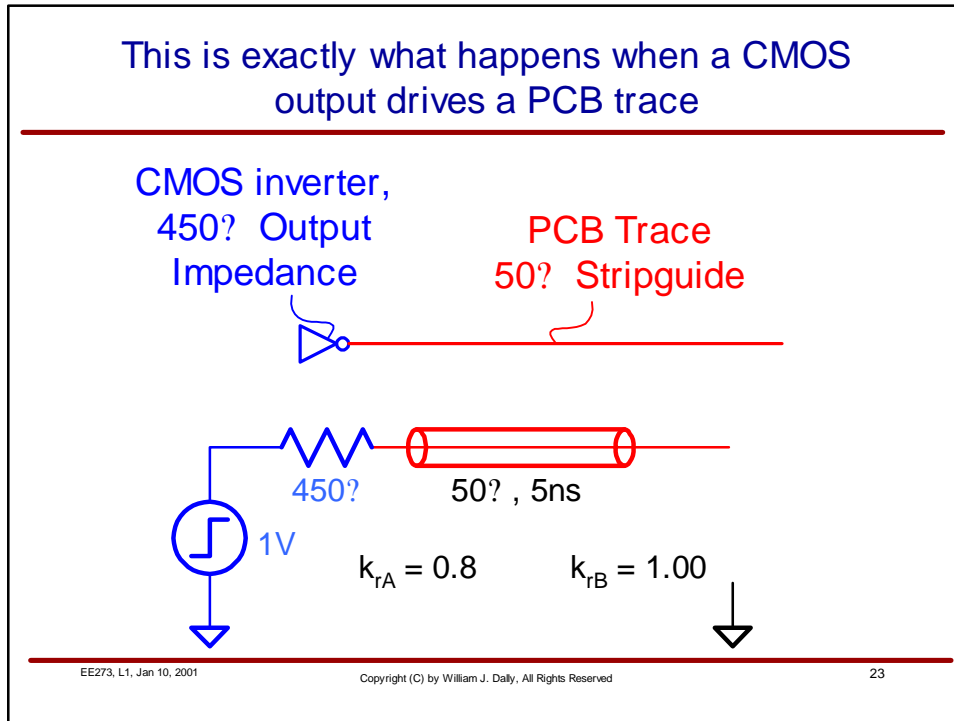 This is exactly what happens when a CMOS
output drives a PCB trace
CMOS inverter,
450? Output
Impedance
PCB Trace
50? Stripguide
450?
50? , 5ns
1V
krA = 0.8
krB = 1.00
EE273, L1, Jan 10, 2001
Copyright (C) by William J. Dally, All Rights Reserved
23